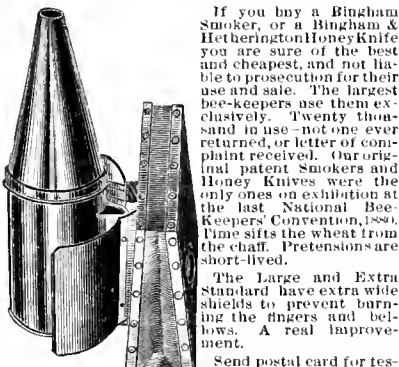 If you buy a Bingham
Smoker, or a Bingham &
Hetherington Honey Knife
you are sure of the best
and cheapest, and not lia-
ble to prosecution for their
use and sale. The largest
bee-keepers use them ex-
clusively. Twenty thou-
sand in use—not one ever
returned, or letter of com-
plaint received. Our orig-
inal patent Smokers and
Honey Knives were the
only ones on exhibition at
the last National Bee-
Keepers' Convention, 1880.
Time sifts the wheat from
the chaff. Pretensions are
short-lived.
The Large and Extra
Standard have extra wide
shields to prevent burn-
ing the fingers and bel-
lows. A real improve-
ment.
Send postal card for tes-